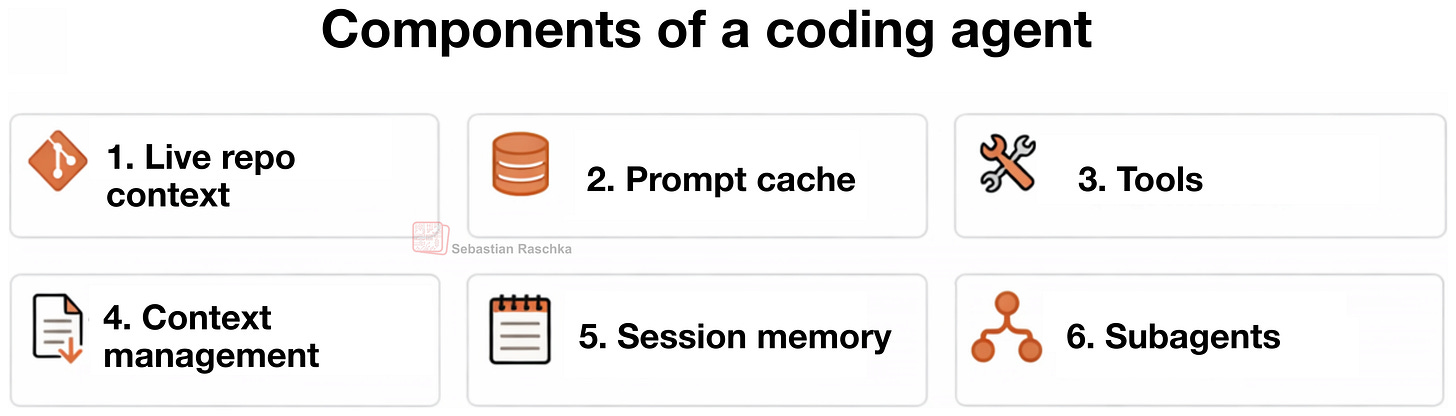 Components of a coding agent
1. Live repo
context
2. Prompt cache
3. Tools
Sebastian Raschka
4. Context
management
5. Session memory
6. Subagents